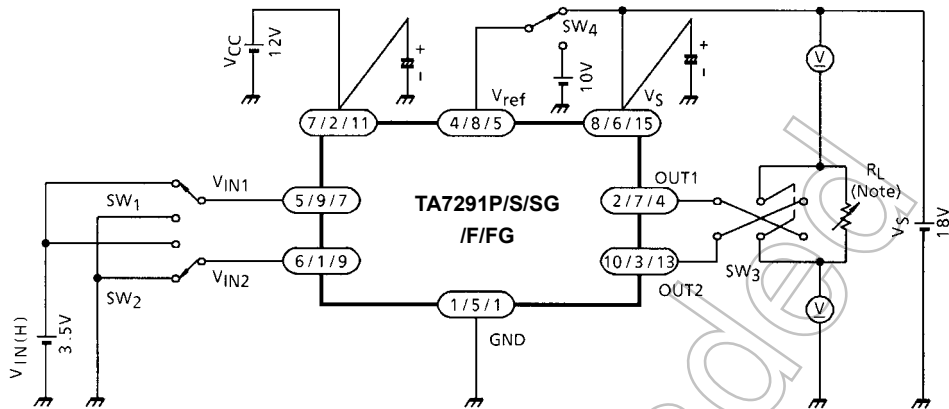 VCC
12V
+
-
SW4
10V
Vref
VS
+
-
V
7/2/11
4/8/5
8/6/15
VIN1
5/9/7
SW1
TA7291P/S/SG
/F/FG
OUT1
2/7/4
RL
(Note)
VS
18V
6/1/9
VIN2
SW2
10/3/13
OUT2
SW3
VIN(H)
3.5V
1/5/1
GND
V